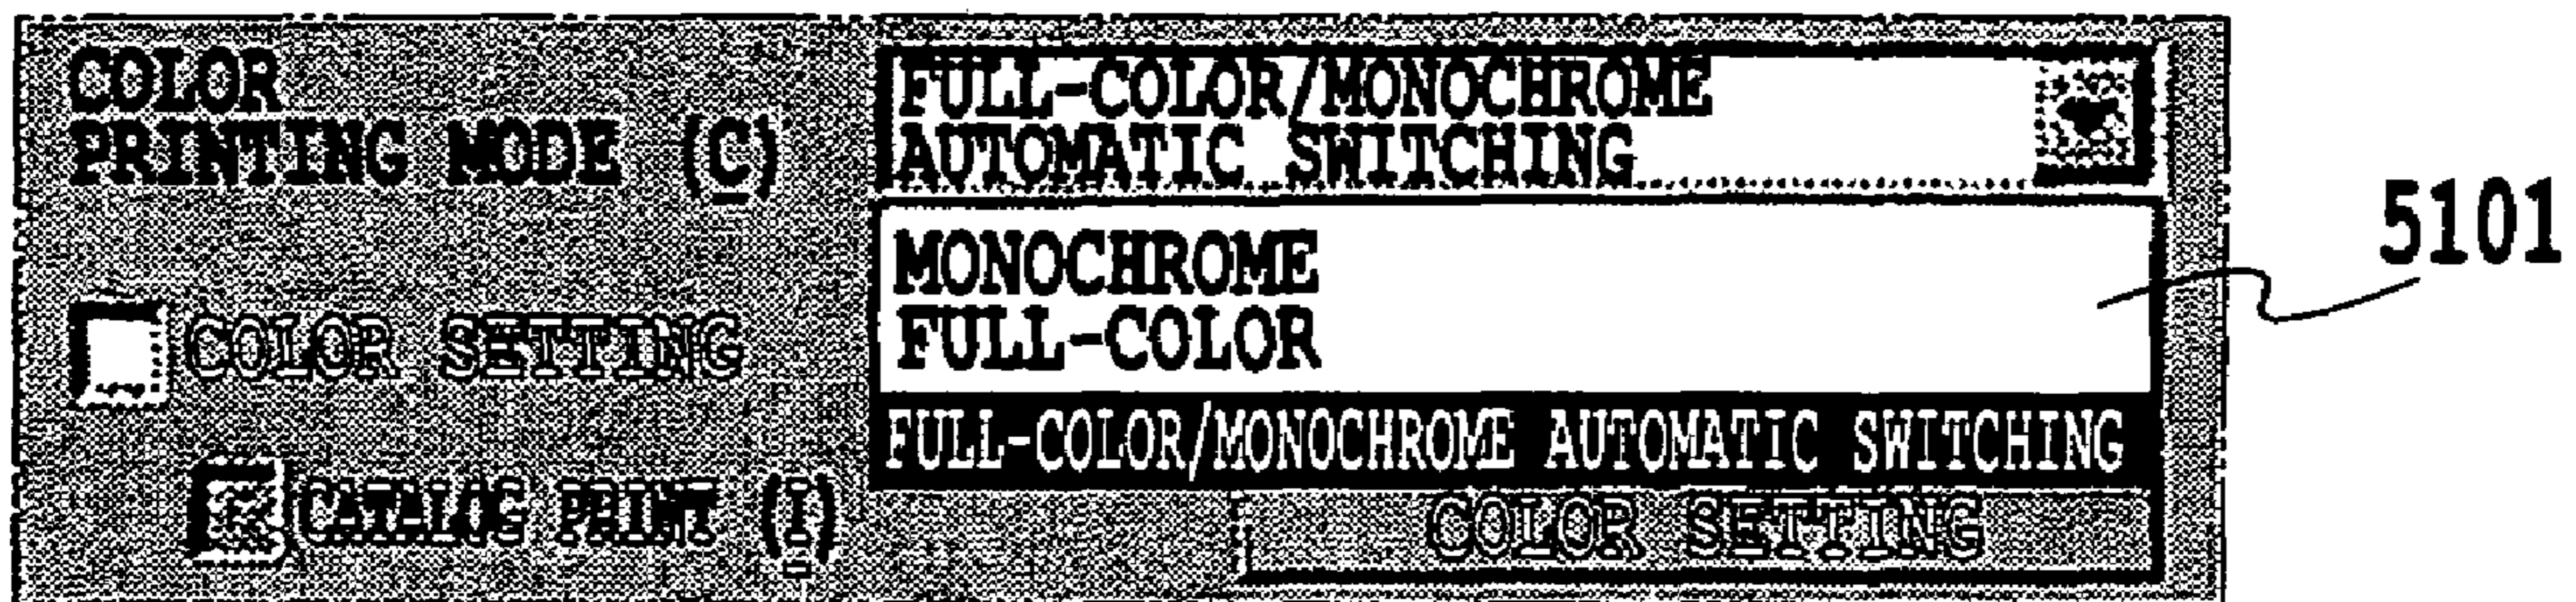 COLOR
PRINTING MODE (C)
FULL-COLOR/MONOCHROME
AUTOMATIC SWITCHING
MONOCHROME
FULL-COLOR
FULL-COLOR/MONOCHROME AUTOMATIC SWITCHING
COLOR SETTING
CATALOG PRINT (I)
COLOR SETTING
5101